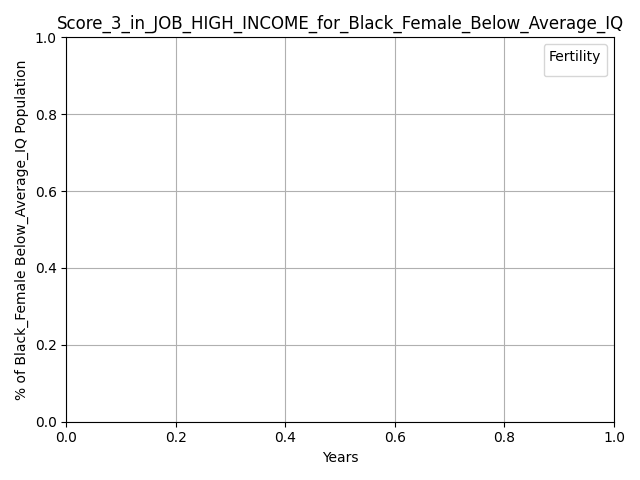 Score_3_in_JOB_HIGH_INCOME_for_Black_Female_Below_Average_IQ
Fertility
% of Black_Female Below_Average_IQ Population
1.0
0.8
0.6
0.4
0.2
0.0
0.0 0.2 0.4 0.6 0.8 1.0
Years